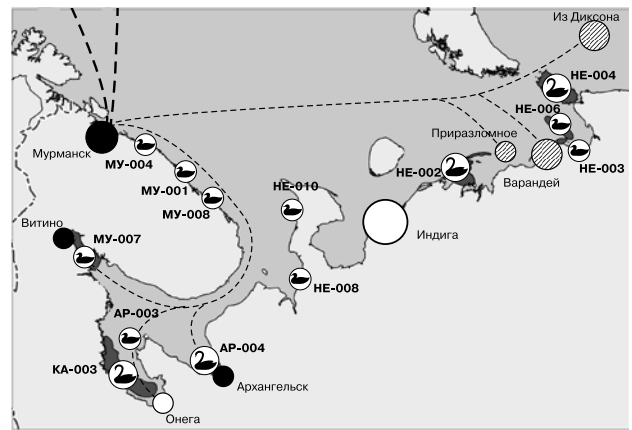 Из Диксона
НЕ-004
НЕ-006
Приразломное
Мурманск
МУ-004
НЕ-003
НЕ-002
Варандей
МУ-001
НЕ-010
МУ-008
Витино
МУ-007
Индига
НЕ-008
АР-003
АР-004
КА-003
Архангельск
Онега